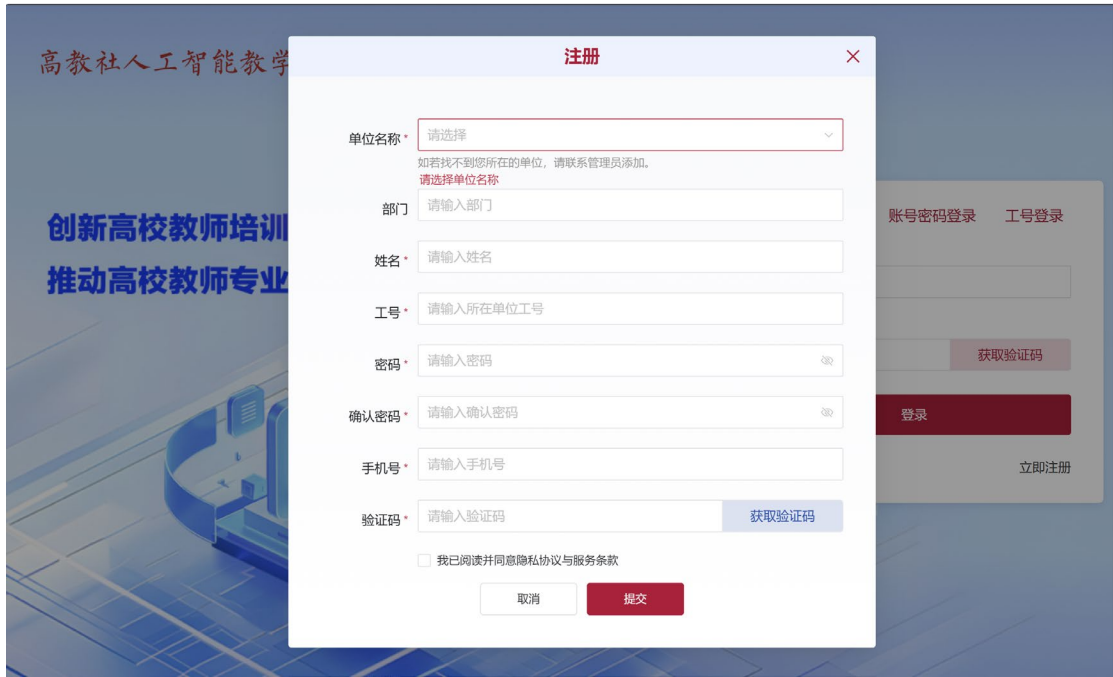 高教社人工智能教学
创新高校教师培训
推动高校教师专业
注册
单位名称*
请选择
如若找不到您所在的单位，请联系管理员添加。
请选择单位名称
部门
请输入部门
姓名*
请输入姓名
工号*
请输入所在单位工号
密码*
请输入密码
确认密码*
请输入确认密码
手机号*
请输入手机号
验证码*
请输入验证码
获取验证码
我已阅读并同意隐私协议与服务条款
取消
提交
账号密码登录
工号登录
获取验证码
登录
立即注册